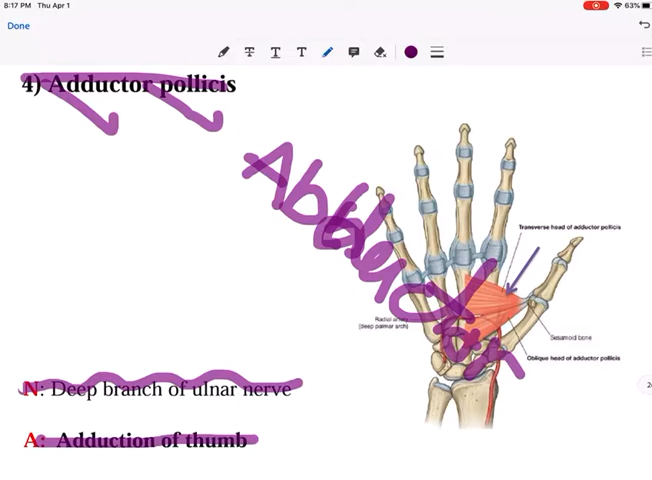 8:17 PM Thu Apr 1
63%
Done
T
T
T
4) Adductor pollicis
Abductor
Transverse head of adductor pollicis
Radial artery
(deep palmar arch)
Sesamoid bone
Oblique head of adductor pollicis
N: Deep branch of ulnar nerve
A: Adduction of thumb